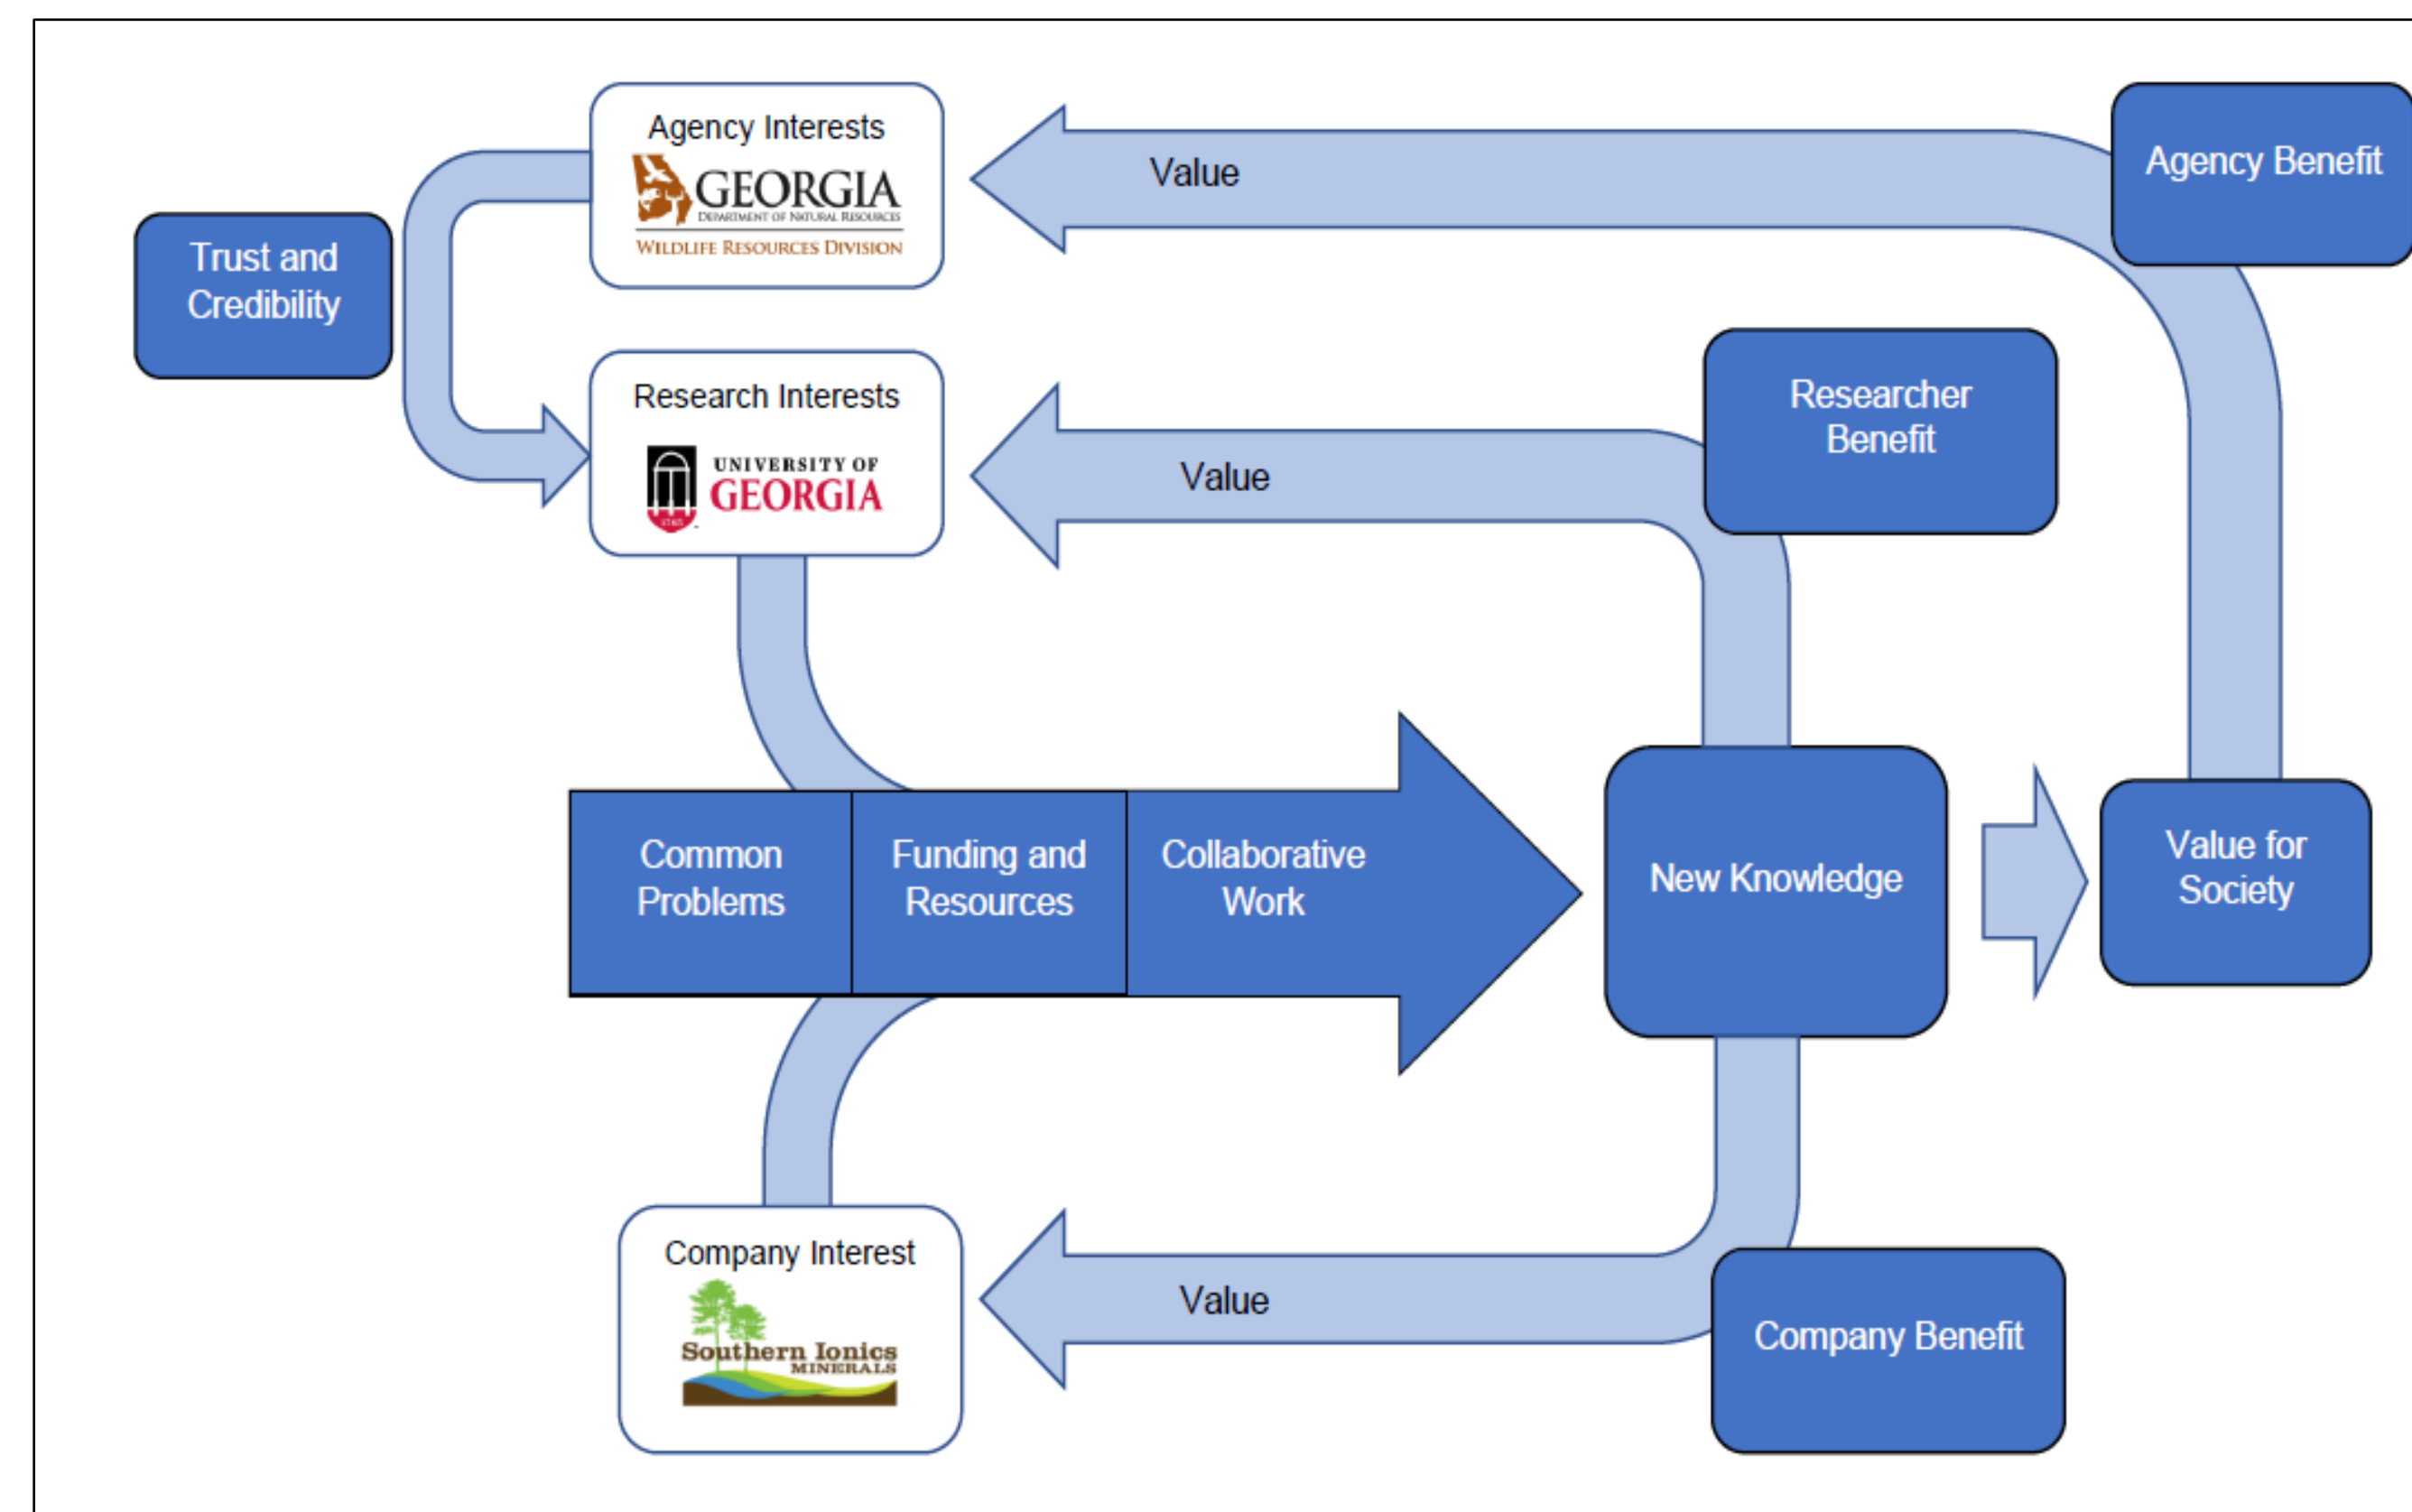 Agency Interests
GEORGIA
DEPARTMENT OF NATURAL RESOURCES
WILDLIFE RESOURCES DIVISION
Value
Agency Benefit
Trust and
Credibility
Research Interests
UNIVERSITY OF
GEORGIA
1785
Value
Researcher
Benefit
Common
Problems
Funding and
Resources
Collaborative
Work
New Knowledge
Value for
Society
Company Interest
Southern Ionics
MINERALS
Value
Company Benefit